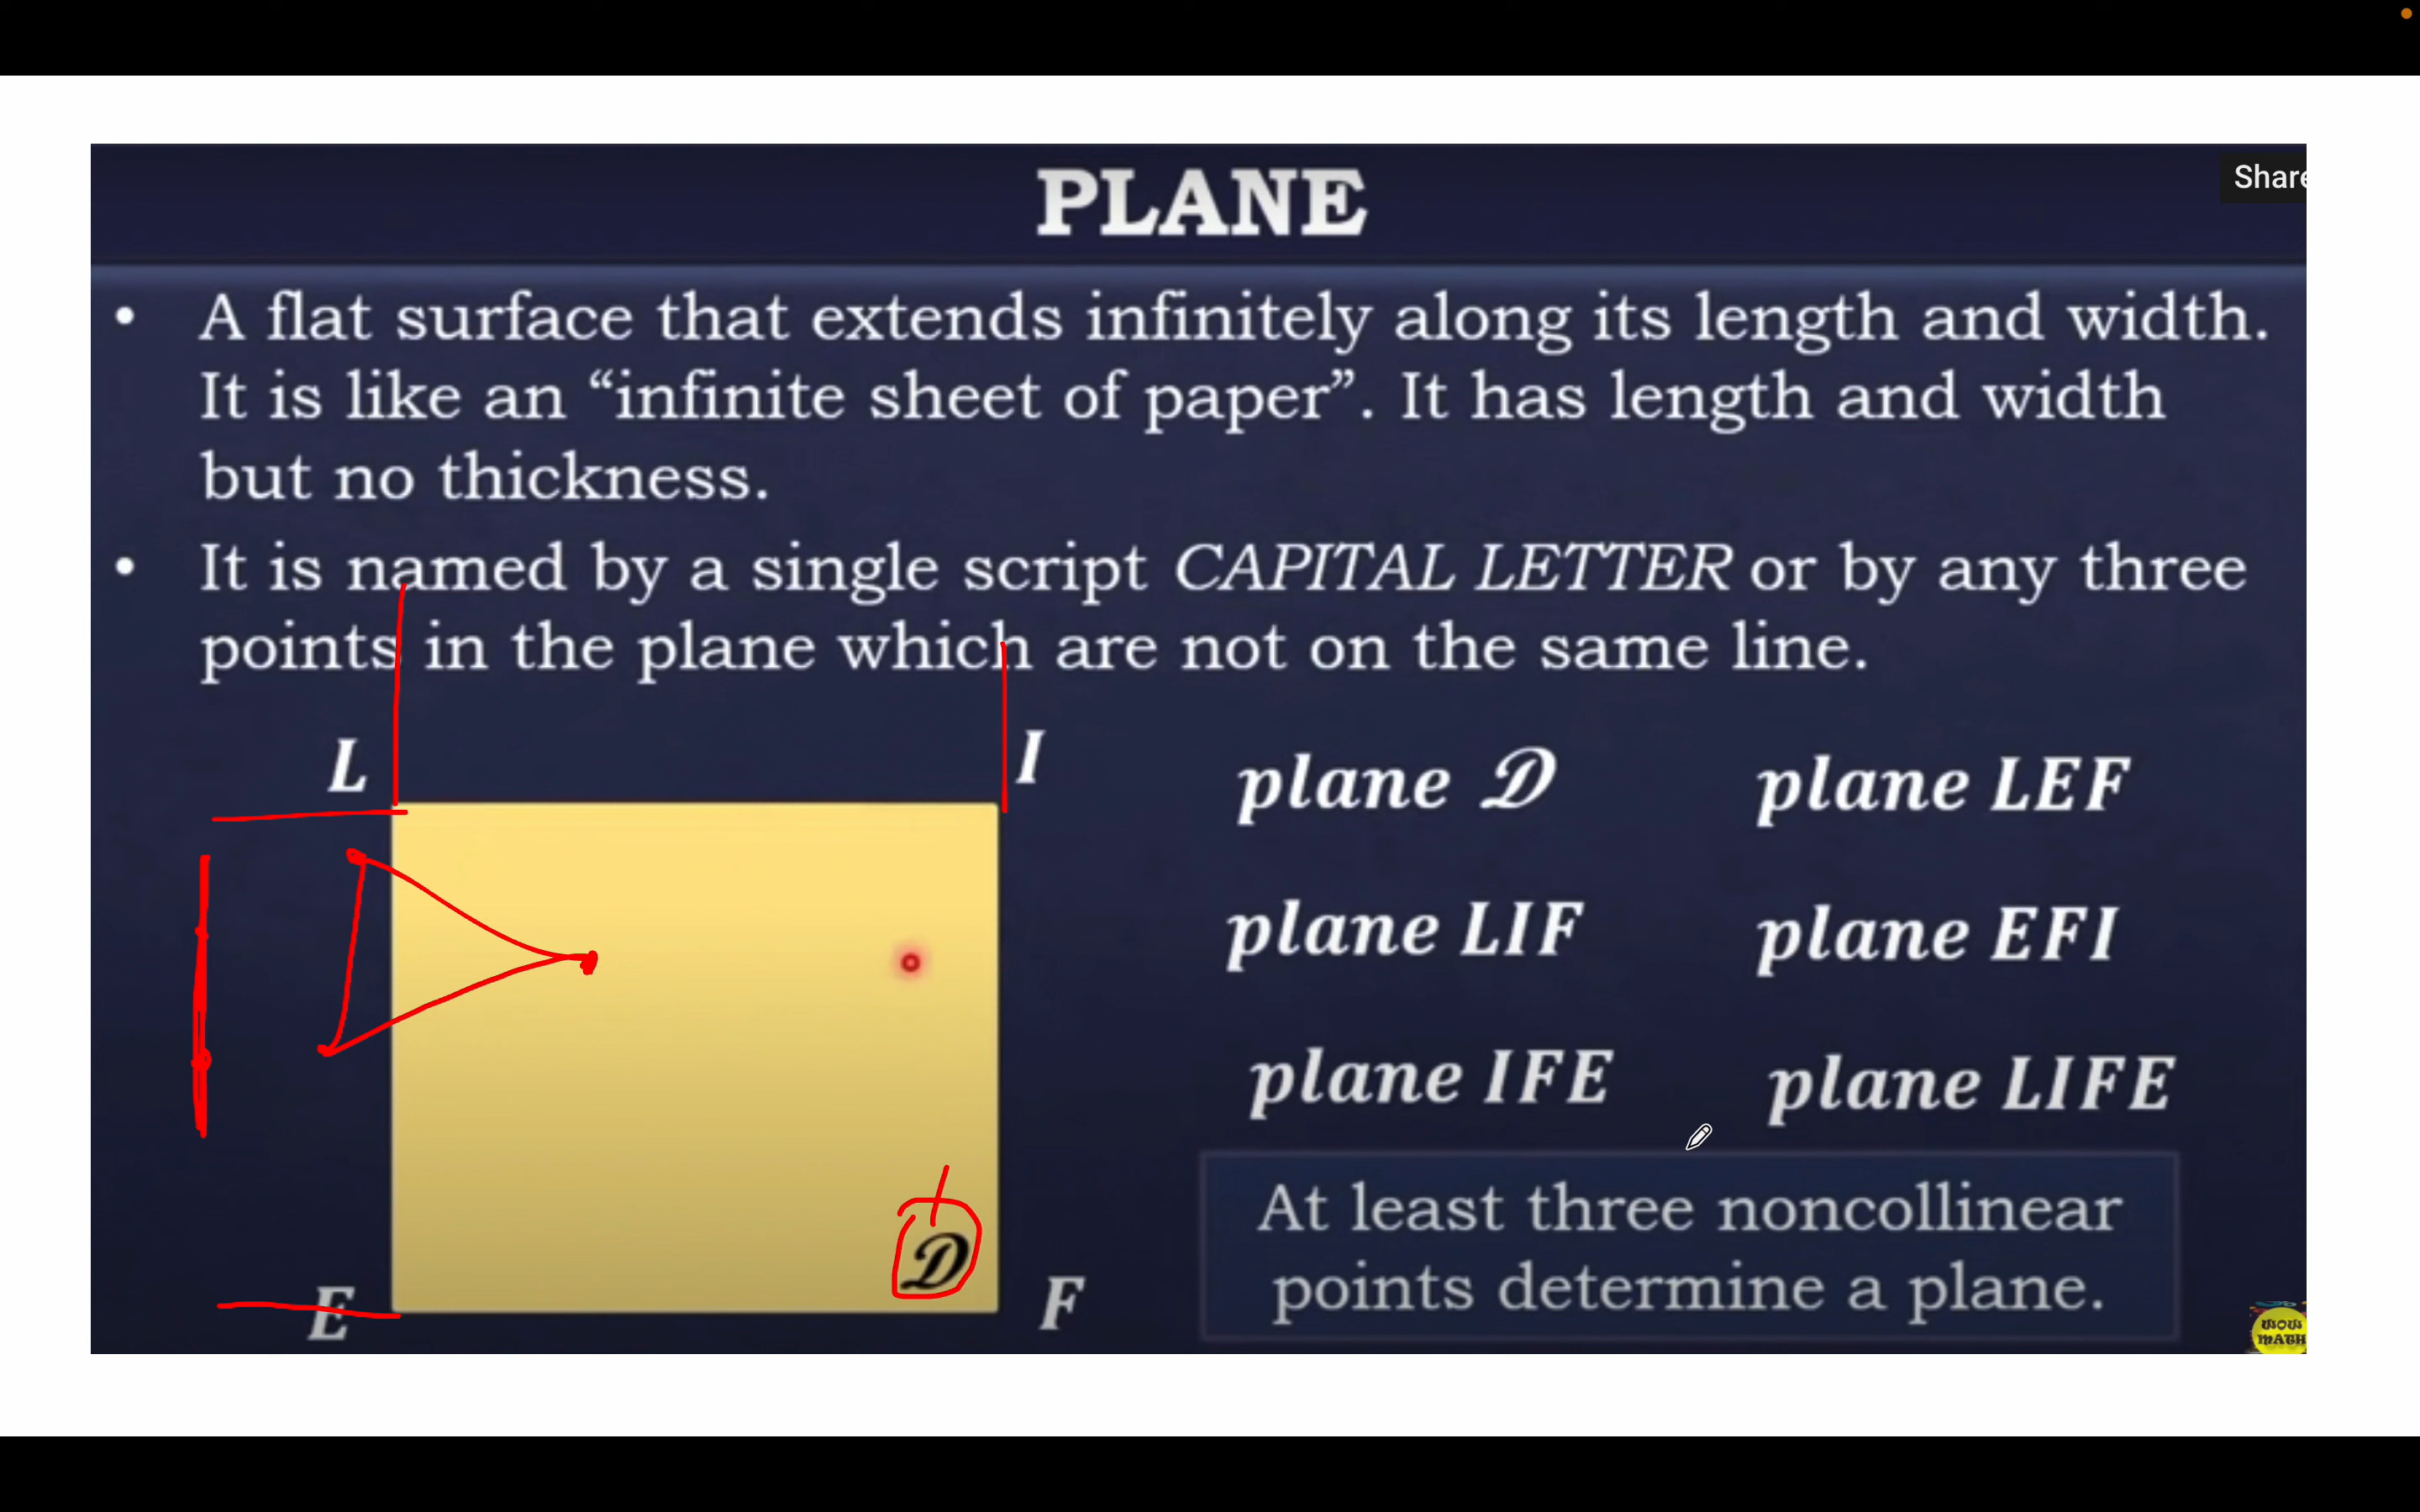 Share
PLANE
• A flat surface that extends infinitely along its length and width.
It is like an “infinite sheet of paper”. It has length and width
but no thickness.
• It is named by a single script CAPITAL LETTER or by any three
points in the plane which are not on the same line.
L I
E F
𝒟
plane 𝒟 plane LEF
plane LIF plane EFI
plane IFE plane LIFE
At least three noncollinear
points determine a plane.
WOW
MATH